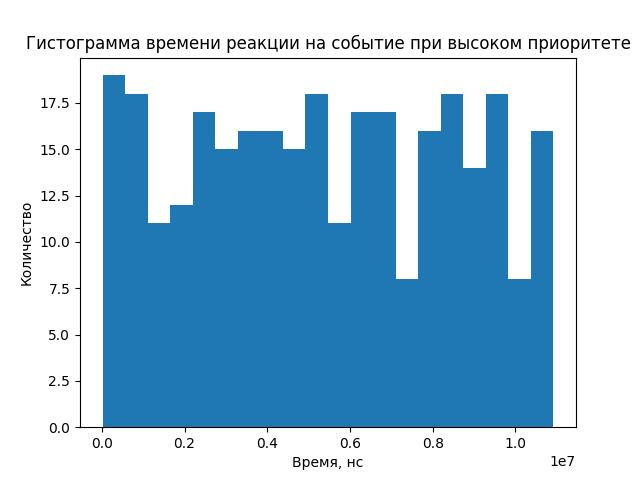 Гистограмма времени реакции на событие при высоком приоритете
17.5
15.0
12.5
10.0
7.5
5.0
2.5
0.0
Количество
0.0 0.2 0.4 0.6 0.8 1.0
1e7
Время, нс